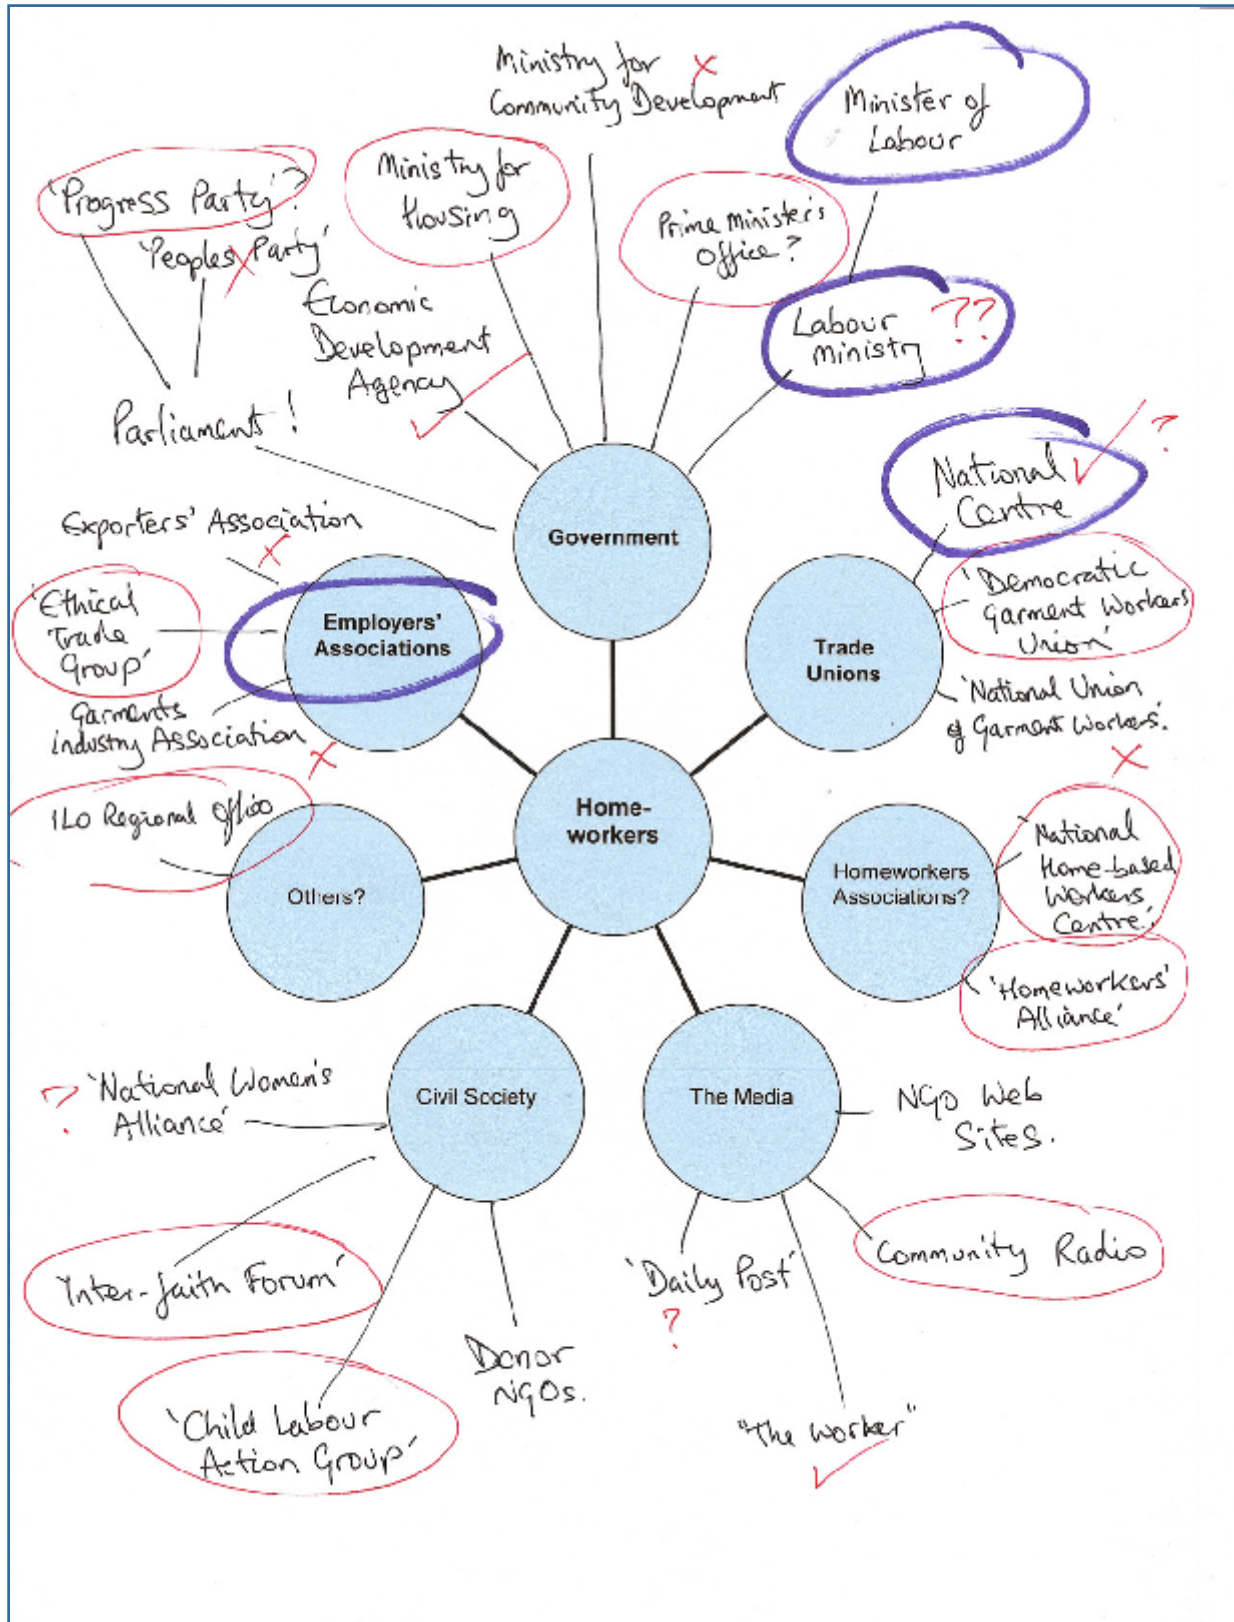 Ministry for
Community Development
Minister of
Labour
'Progress Party'?
'Peoples Party'
Ministry for
Housing
Prime Minister's
Office?
Economic
Development
Agency
Labour ??
Ministry
Parliament!
National ?
Centre
Government
Exporters' Association
'Ethical
Trade
Group'
Employers'
Associations
Garments
Industry Association
Trade
Unions
'Democratic
Garment Workers
Union'
'National Union
of Garment Workers'.
ILO Regional Office
Home-
workers
Others?
Homeworkers
Associations?
'National
Home-based
Workers
Centre'.
'Homeworkers'
Alliance'
? 'National Women's
Alliance'
Civil Society
The Media
NGO Web
Sites.
'Inter-faith Forum'
'Child Labour
Action Group'
Donor
NGOs.
'Daily Post'
?
"The Worker"
Community Radio